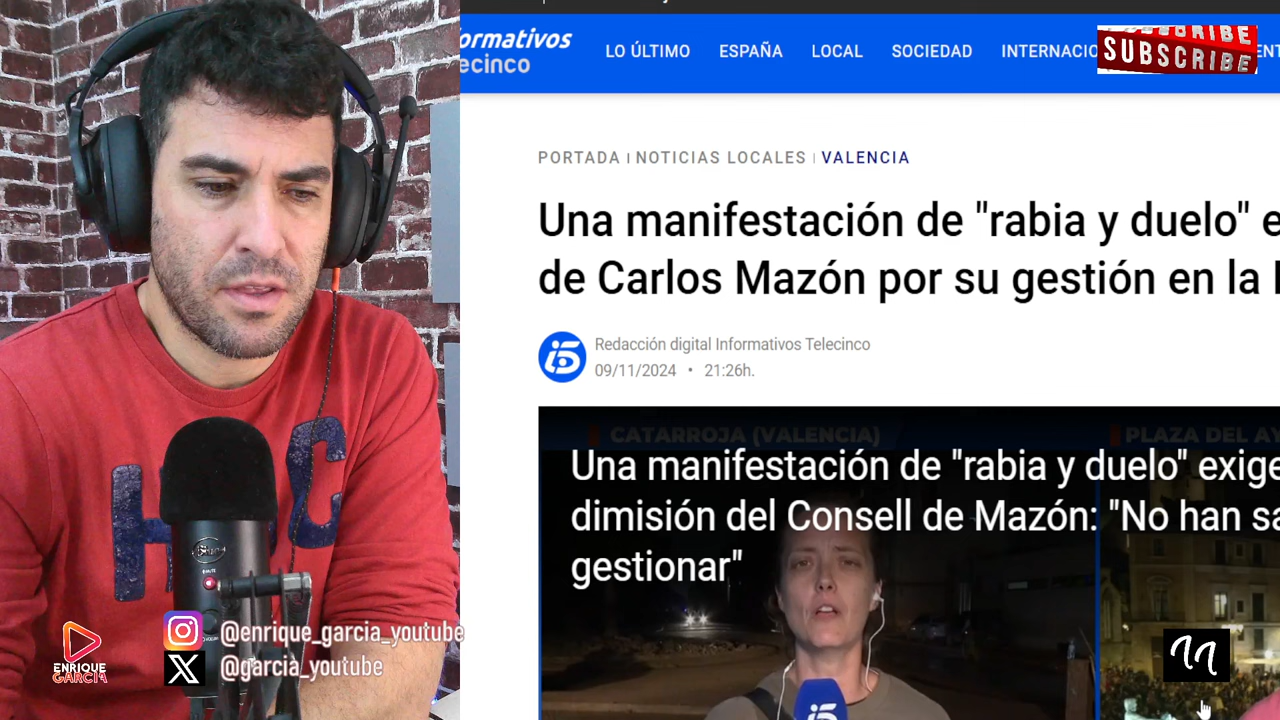 ormativos
ecinco
LO ÚLTIMO
ESPAÑA
LOCAL
SOCIEDAD
INTERNACIO
SUBSCRIBE
PORTADA | NOTICIAS LOCALES | VALENCIA
Una manifestación de "rabia y duelo" e
de Carlos Mazón por su gestión en la
Redacción digital Informativos Telecinco
09/11/2024 • 21:26h.
CATARROJA (VALENCIA)
PLAZA DEL AY
Una manifestación de "rabia y duelo" exige
dimisión del Consell de Mazón: "No han sa
gestionar"
@enrique_garcia_youtube
@garcia_youtube
ENRIQUE
GARCIA